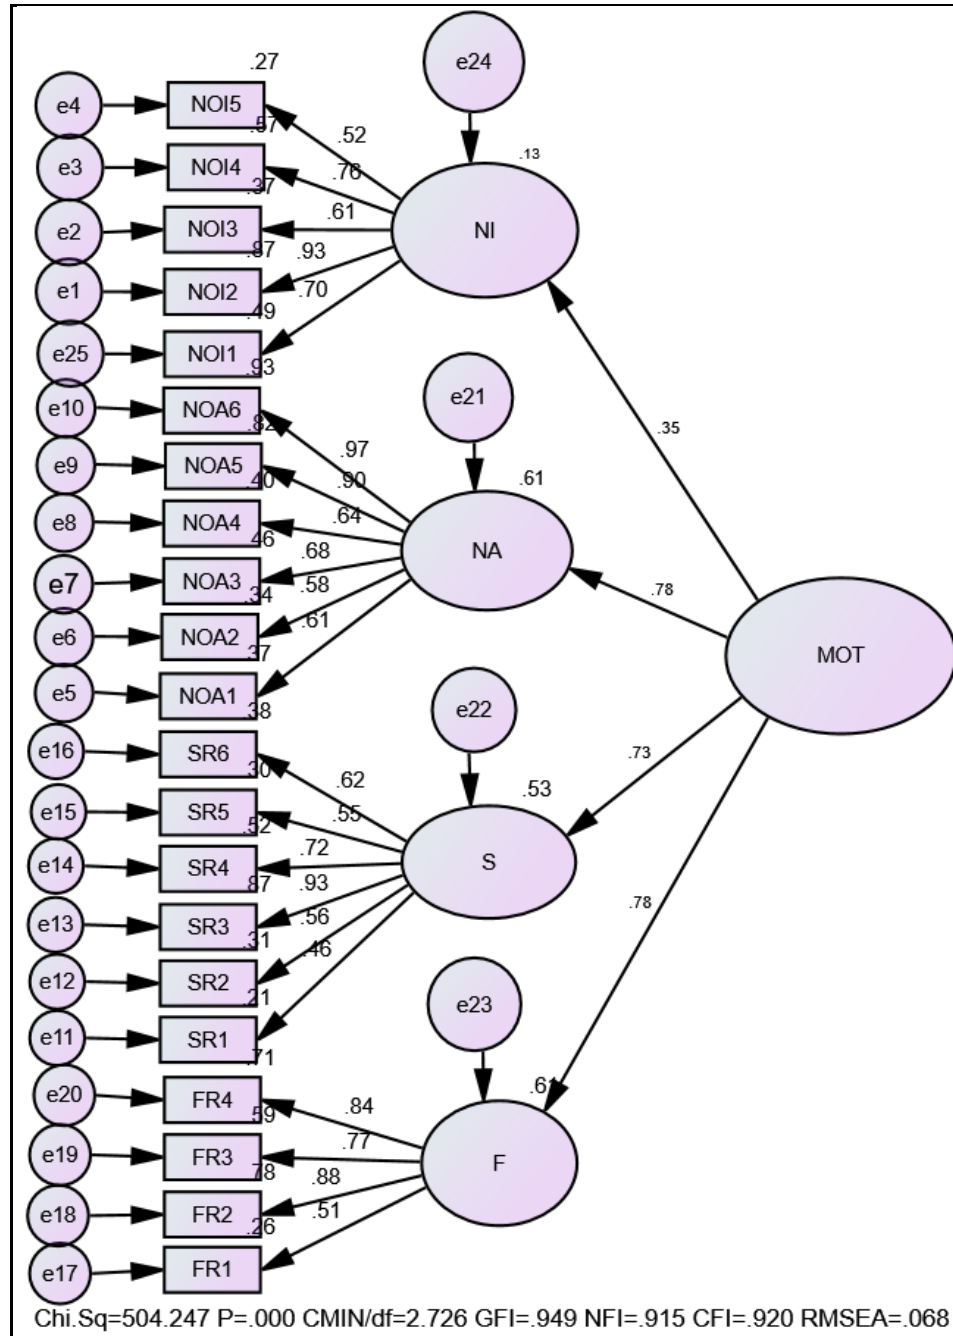 e24
.27
e4 NOI5
.57 .52
.13
e3 NOI4
.37 .76
e2 NOI3 .61 NI
.87 .93
e1 NOI2 .70
.49
e25 NOI1
.93
e10 NOA6
.82
e21
.35
e9 NOA5 .97
.40 .90 .61
e8 NOA4 .64
.46
.68 NA
e7 NOA3 .58 .78
.34
e6 NOA2 .61
.37
e5 NOA1
.38
MOT
e22
e16 SR6
.30 .62 .73
e15 SR5 .55 .53
.52
.72
e14 SR4 S
.87 .93
e13 SR3 .56 .78
.31 .46
e12 SR2
.21
e23
e11 SR1
.71
e20 FR4 .84 .61
.59
e19 FR3 .77 F
.78 .88
e18 FR2 .51
.26
e17 FR1
Chi.Sq=504.247 P=.000 CMIN/df=2.726 GFI=.949 NFI=.915 CFI=.920 RMSEA=.068